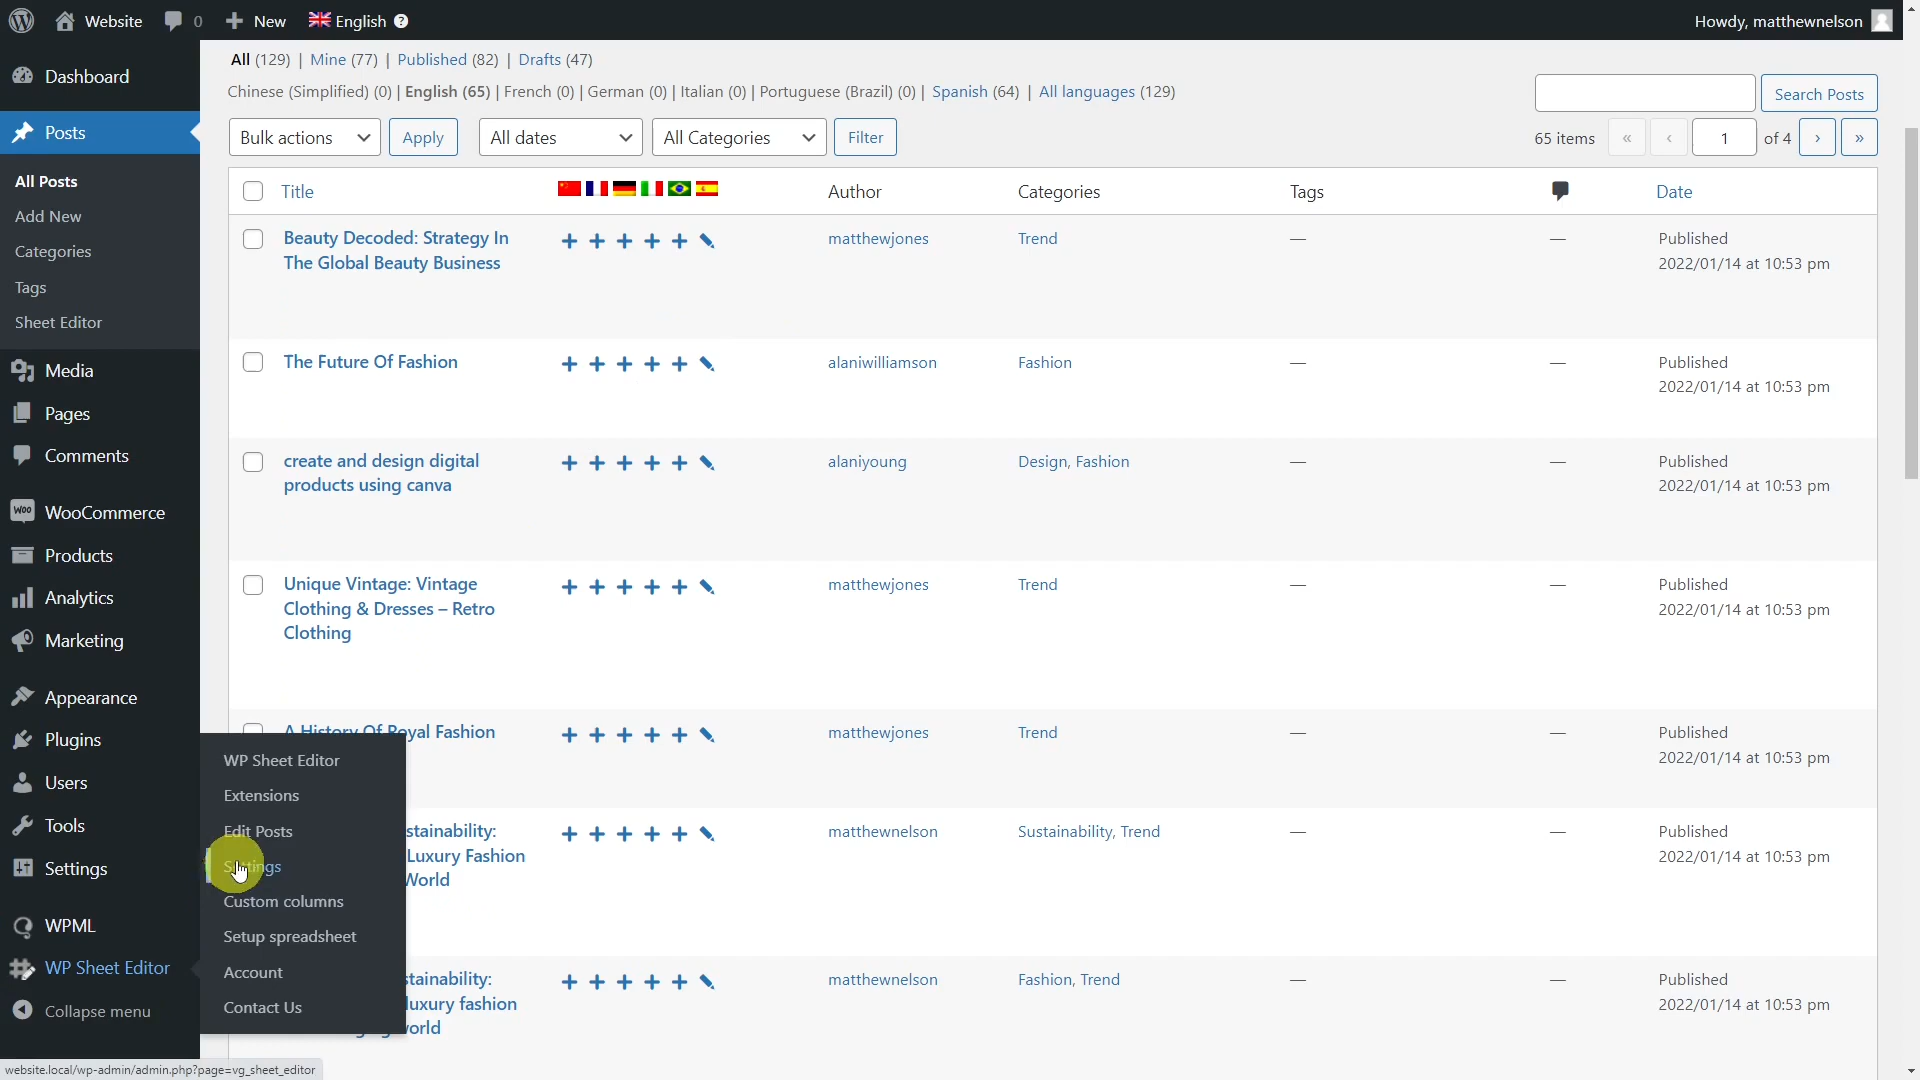 Website 0 New English ? Howdy, matthewnelson
Dashboard
Posts
All Posts
Add New
Categories
Tags
Sheet Editor
Media
Pages
Comments
WooCommerce
Products
Analytics
Marketing
Appearance
Plugins
Users
Tools
Settings
WPML
WP Sheet Editor
Collapse menu
WP Sheet Editor
Extensions
Edit Posts
Settings
Custom columns
Setup spreadsheet
Account
Contact Us
All (129) | Mine (77) | Published (82) | Drafts (47)
Chinese (Simplified) (0) | English (65) | French (0) | German (0) | Italian (0) | Portuguese (Brazil) (0) | Spanish (64) | All languages (129)
Search Posts
Bulk actions Apply All dates All Categories Filter 65 items « ‹ 1 of 4 › »
Title Author Categories Tags Date
Beauty Decoded: Strategy In matthewjones Trend — — Published
The Global Beauty Business 2022/01/14 at 10:53 pm
The Future Of Fashion alaniwilliamson Fashion — — Published
2022/01/14 at 10:53 pm
create and design digital alaniyoung Design, Fashion — — Published
products using canva 2022/01/14 at 10:53 pm
Unique Vintage: Vintage matthewjones Trend — — Published
Clothing & Dresses – Retro 2022/01/14 at 10:53 pm
Clothing
A History Of Royal Fashion matthewjones Trend — — Published
2022/01/14 at 10:53 pm
stainability: matthewnelson Sustainability, Trend — — Published
Luxury Fashion 2022/01/14 at 10:53 pm
World
stainability: matthewnelson Fashion, Trend — — Published
luxury fashion 2022/01/14 at 10:53 pm
world
website.local/wp-admin/admin.php?page=vg_sheet_editor